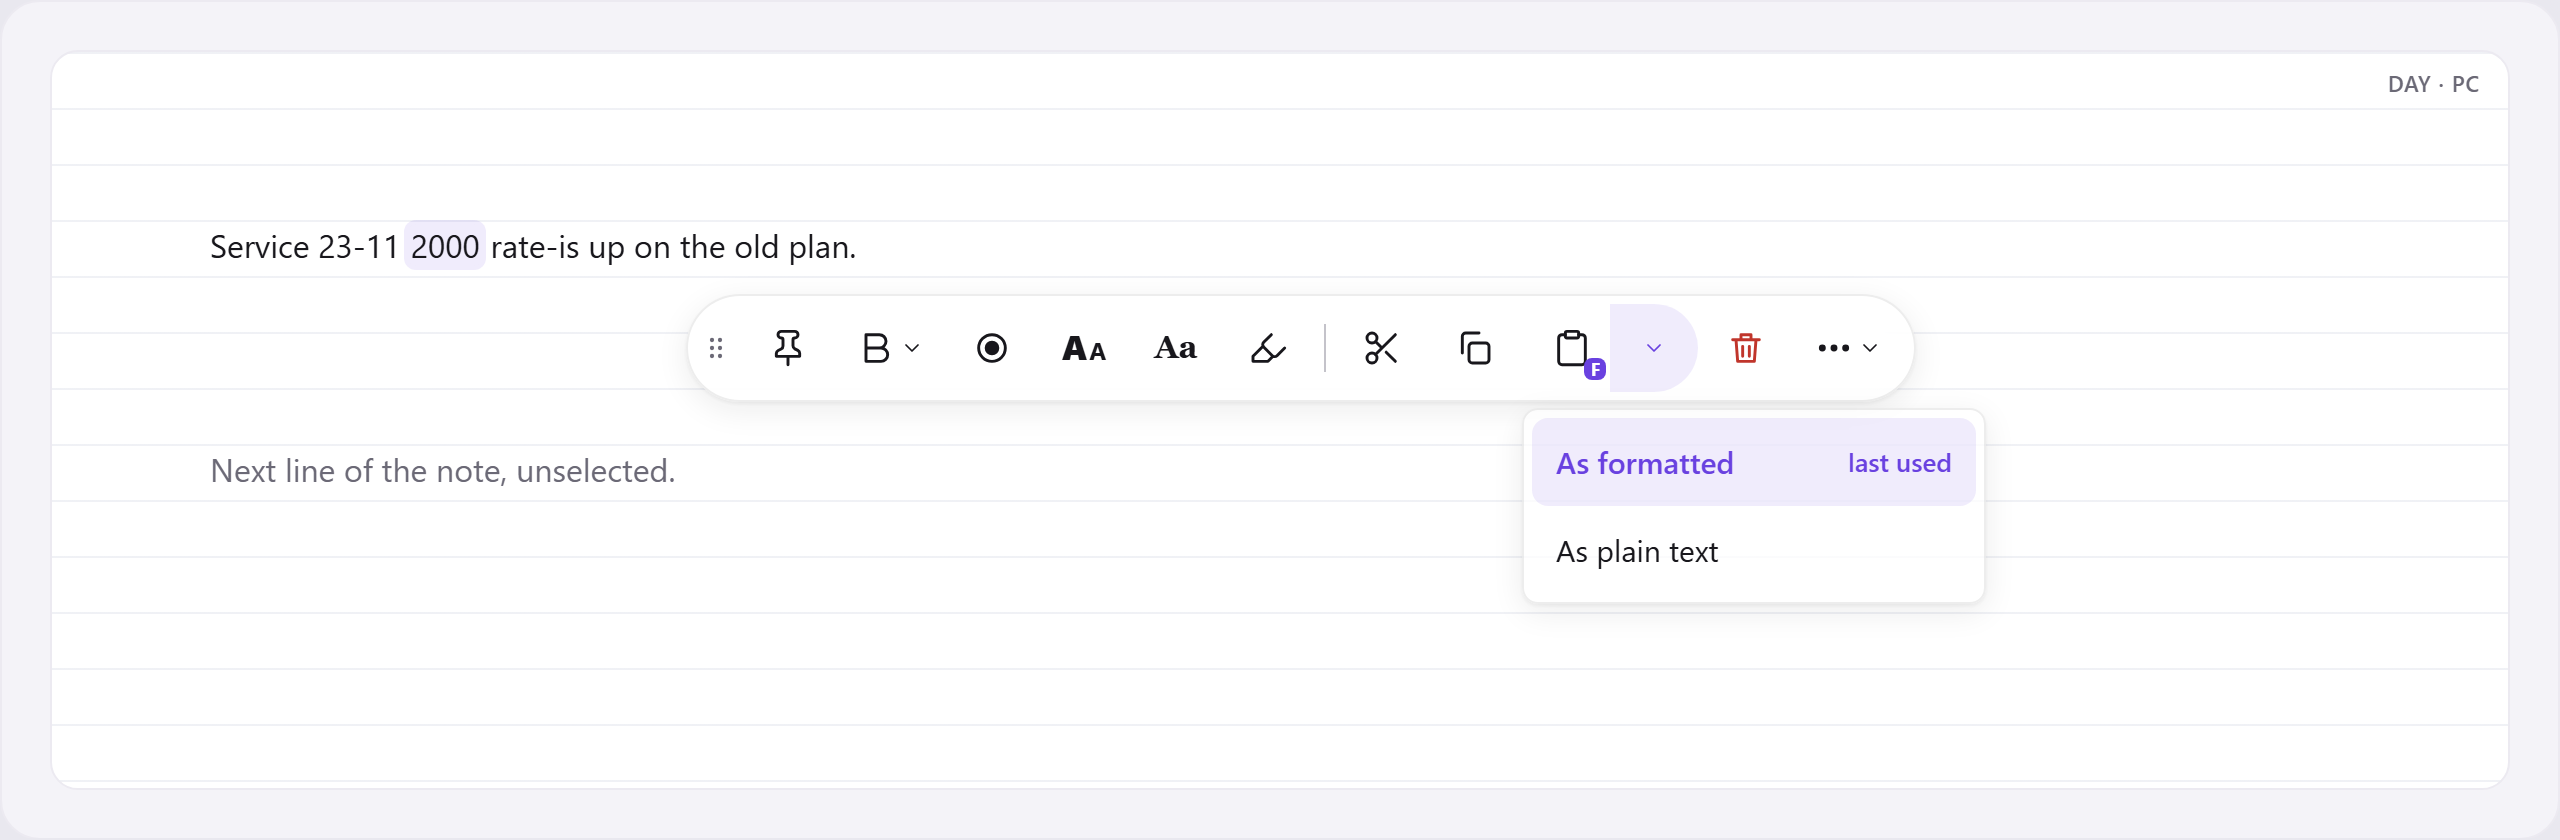 DAY · PC
Service 23-11 2000 rate-is up on the old plan.
B AA Aa F
As formatted last used
Next line of the note, unselected.
As plain text